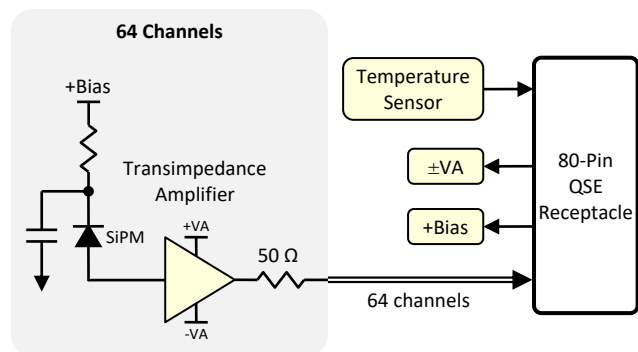 64 Channels
+Bias
Transimpedance
Amplifier
SiPM
+VA
-VA
50 Ω
64 channels
Temperature
Sensor
±VA
+Bias
80-Pin
QSE
Receptacle